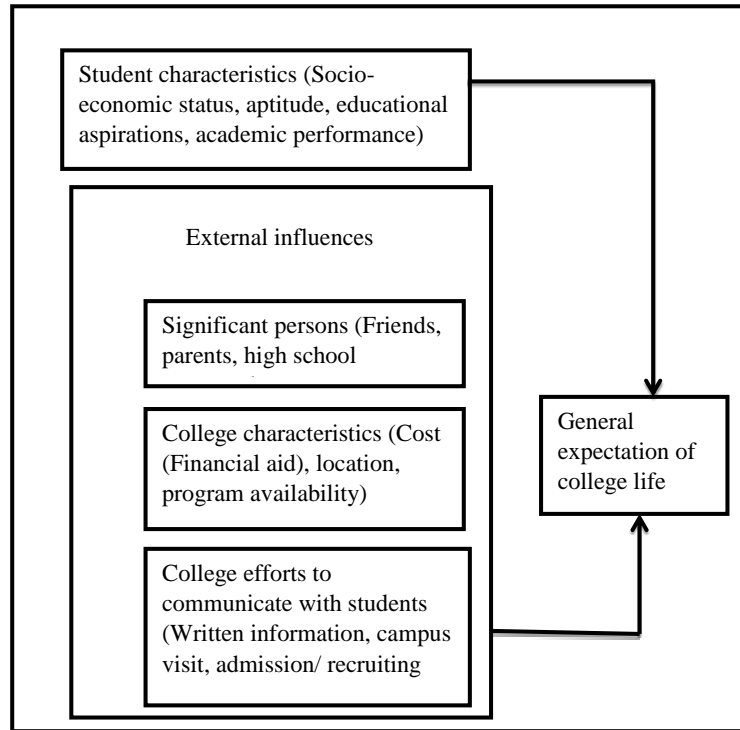 Student characteristics (Socio-
economic status, aptitude, educational
aspirations, academic performance)
External influences
Significant persons (Friends,
parents, high school
College characteristics (Cost
(Financial aid), location,
program availability)
College efforts to
communicate with students
(Written information, campus
visit, admission/ recruiting
General
expectation of
college life